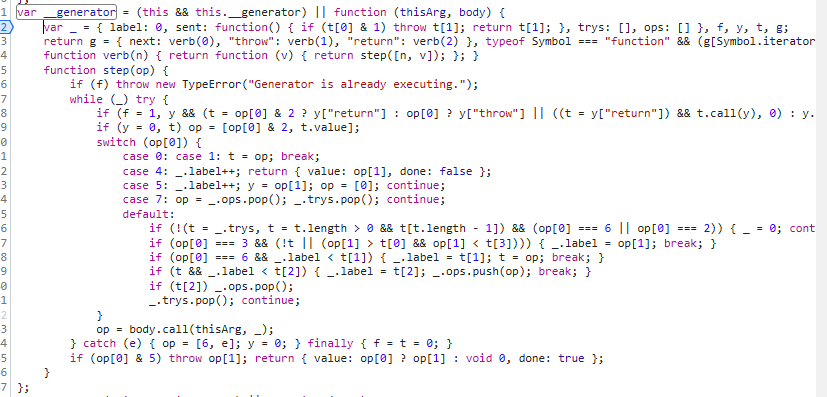 1 var __generator = (this && this.__generator) || function (thisArg, body) {
2 var _ = { label: 0, sent: function() { if (t[0] & 1) throw t[1]; return t[1]; }, trys: [], ops: [] }, f, y, t, g;
3 return g = { next: verb(0), "throw": verb(1), "return": verb(2) }, typeof Symbol === "function" && (g[Symbol.iterator
4 function verb(n) { return function (v) { return step([n, v]); }; }
5 function step(op) {
6 if (f) throw new TypeError("Generator is already executing.");
7 while (_) try {
8 if (f = 1, y && (t = op[0] & 2 ? y["return"] : op[0] ? y["throw"] || ((t = y["return"]) && t.call(y), 0) : y.
9 if (y = 0, t) op = [op[0] & 2, t.value];
0 switch (op[0]) {
1 case 0: case 1: t = op; break;
2 case 4: _.label++; return { value: op[1], done: false };
3 case 5: _.label++; y = op[1]; op = [0]; continue;
4 case 7: op = _.ops.pop(); _.trys.pop(); continue;
5 default:
6 if (!(t = _.trys, t = t.length > 0 && t[t.length - 1]) && (op[0] === 6 || op[0] === 2)) { _ = 0; cont
7 if (op[0] === 3 && (!t || (op[1] > t[0] && op[1] < t[3]))) { _.label = op[1]; break; }
8 if (op[0] === 6 && _.label < t[1]) { _.label = t[1]; t = op; break; }
9 if (t && _.label < t[2]) { _.label = t[2]; _.ops.push(op); break; }
0 if (t[2]) _.ops.pop();
1 _.trys.pop(); continue;
2 }
3 op = body.call(thisArg, _);
4 } catch (e) { op = [6, e]; y = 0; } finally { f = t = 0; }
5 if (op[0] & 5) throw op[1]; return { value: op[0] ? op[1] : void 0, done: true };
6 }
7 };